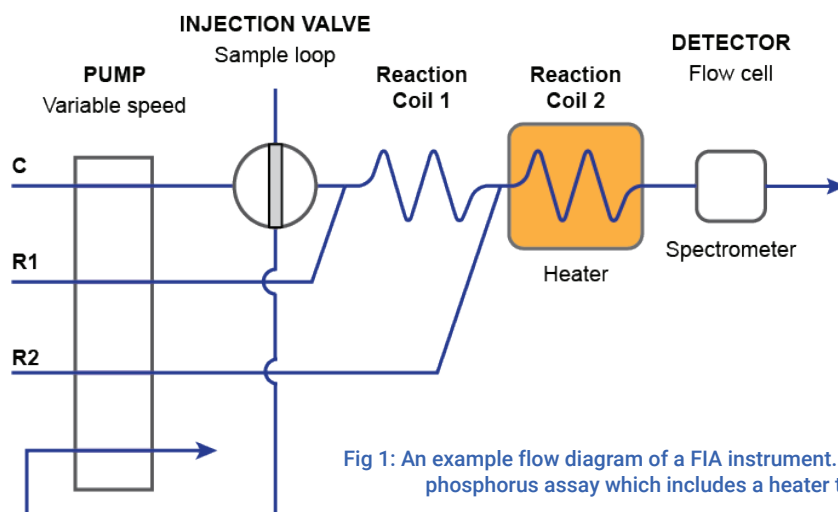 INJECTION VALVE
Sample loop
PUMP
Variable speed
Reaction
Coil 1
Reaction
Coil 2
DETECTOR
Flow cell
C
R1
R2
Heater
Spectrometer
Fig 1: An example flow diagram of a FIA instrument.
phosphorus assay which includes a heater t